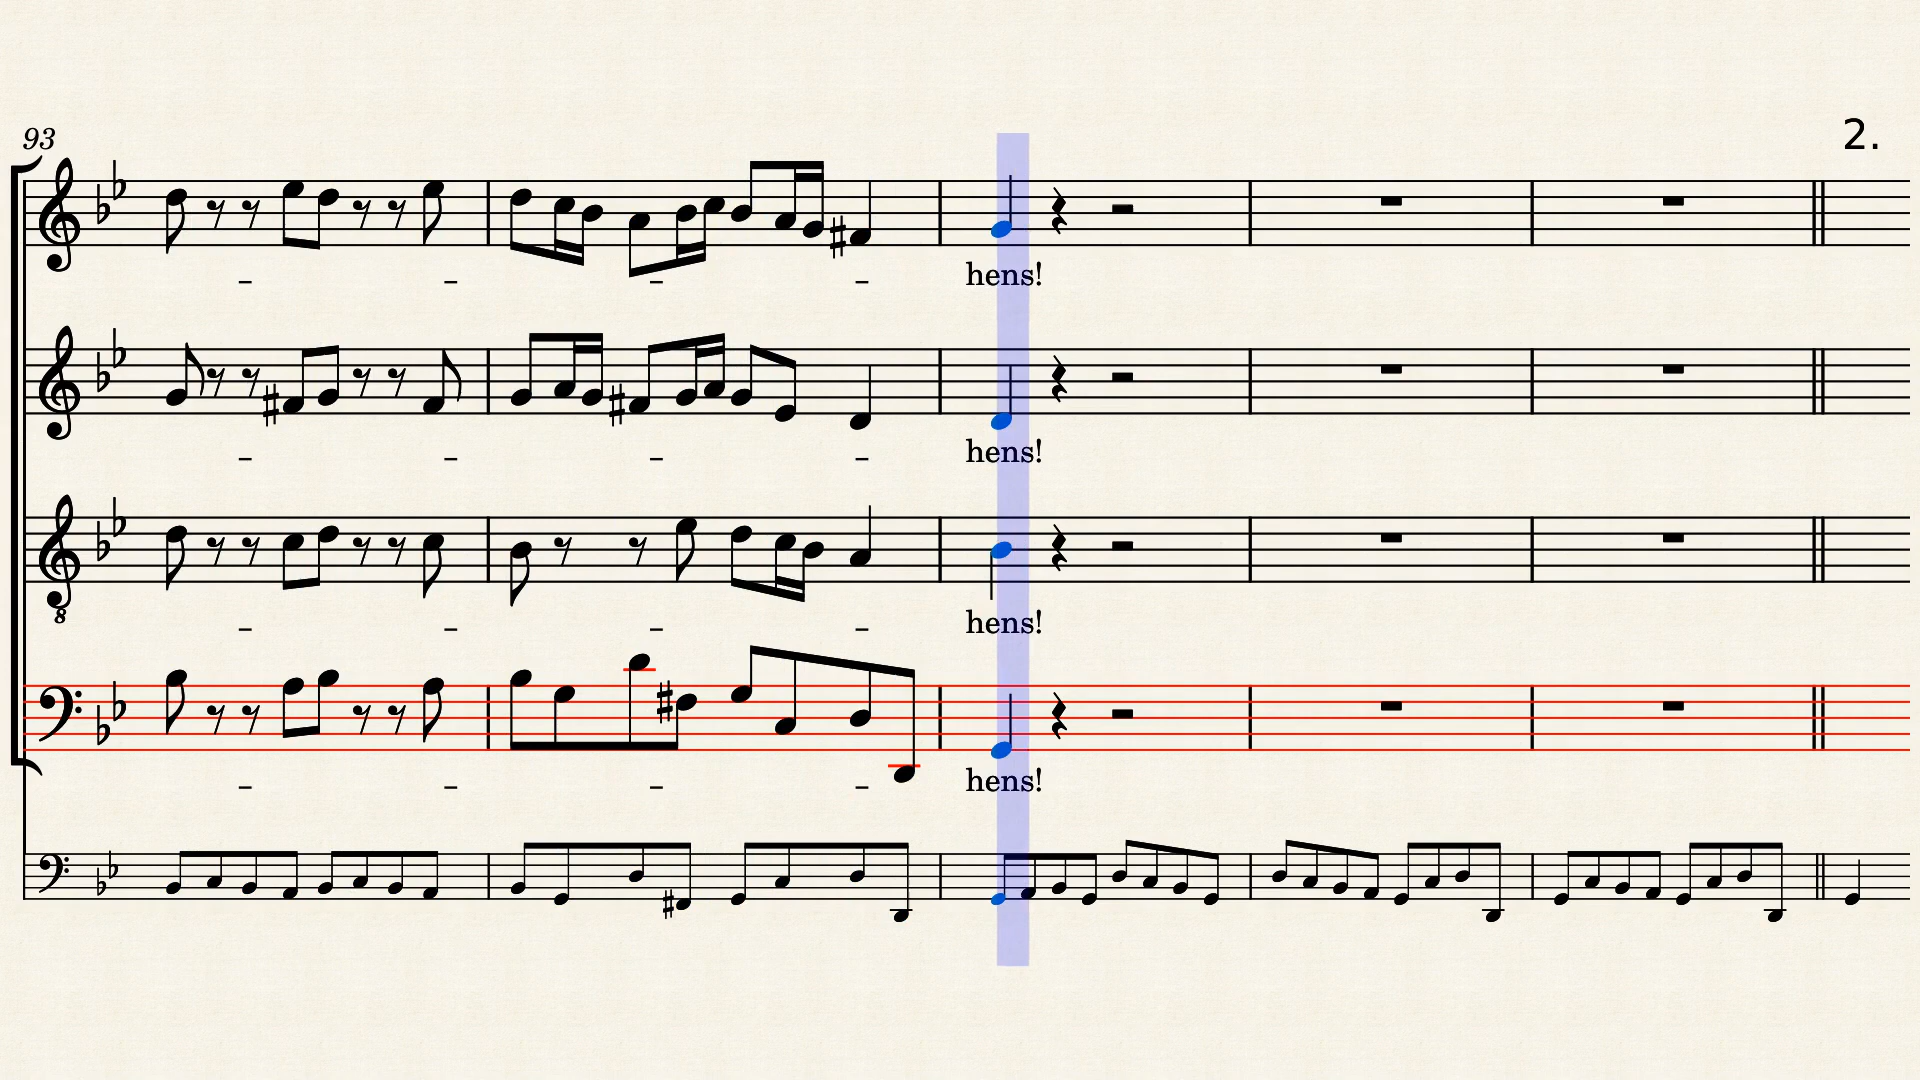 93
2.
– – – –
hens!
– – – –
hens!
8
– – – –
hens!
– – – –
hens!